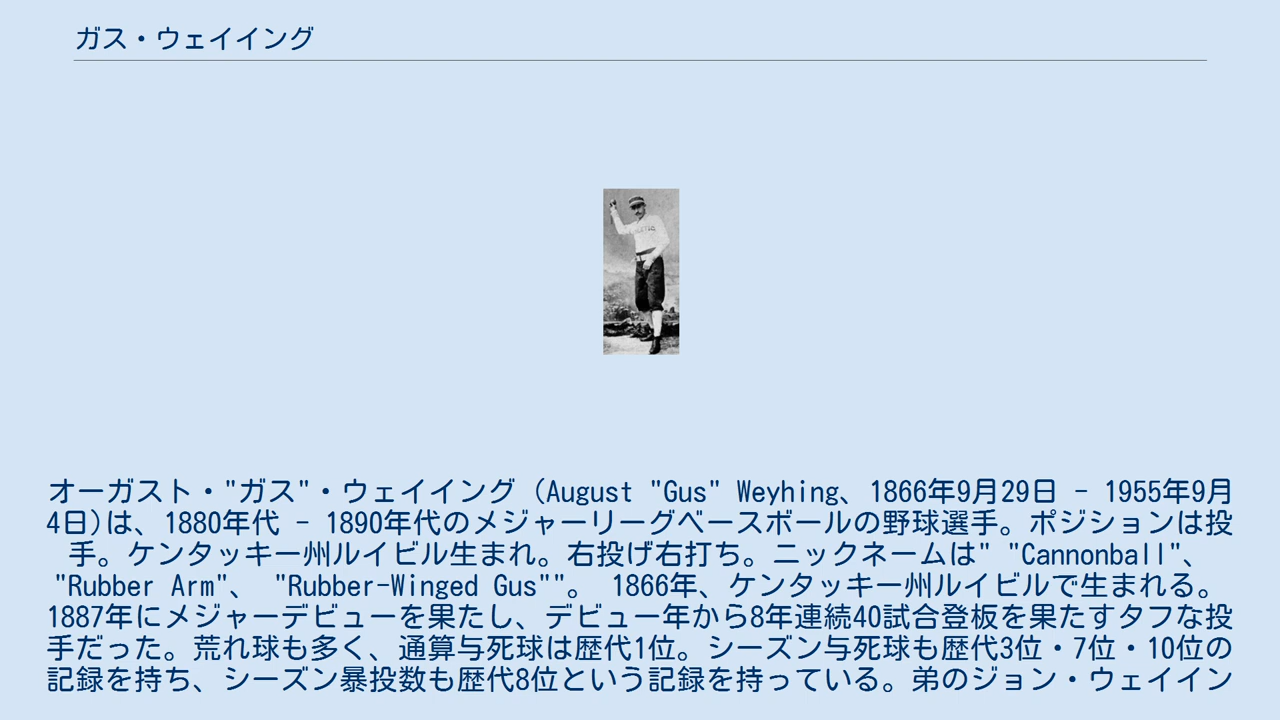 ガス・ウェイイング
オーガスト・"ガス"・ウェイイング（August "Gus" Weyhing、1866年9月29日 - 1955年9月
4日)は、1880年代 - 1890年代のメジャーリーグベースボールの野球選手。ポジションは投
手。ケンタッキー州ルイビル生まれ。右投げ右打ち。ニックネームは" "Cannonball"、
"Rubber Arm"、 "Rubber-Winged Gus""。 1866年、ケンタッキー州ルイビルで生まれる。
1887年にメジャーデビューを果たし、デビュー年から8年連続40試合登板を果たすタフな投
手だった。荒れ球も多く、通算与死球は歴代1位。シーズン与死球も歴代3位・7位・10位の
記録を持ち、シーズン暴投数も歴代8位という記録を持っている。弟のジョン・ウェイイン